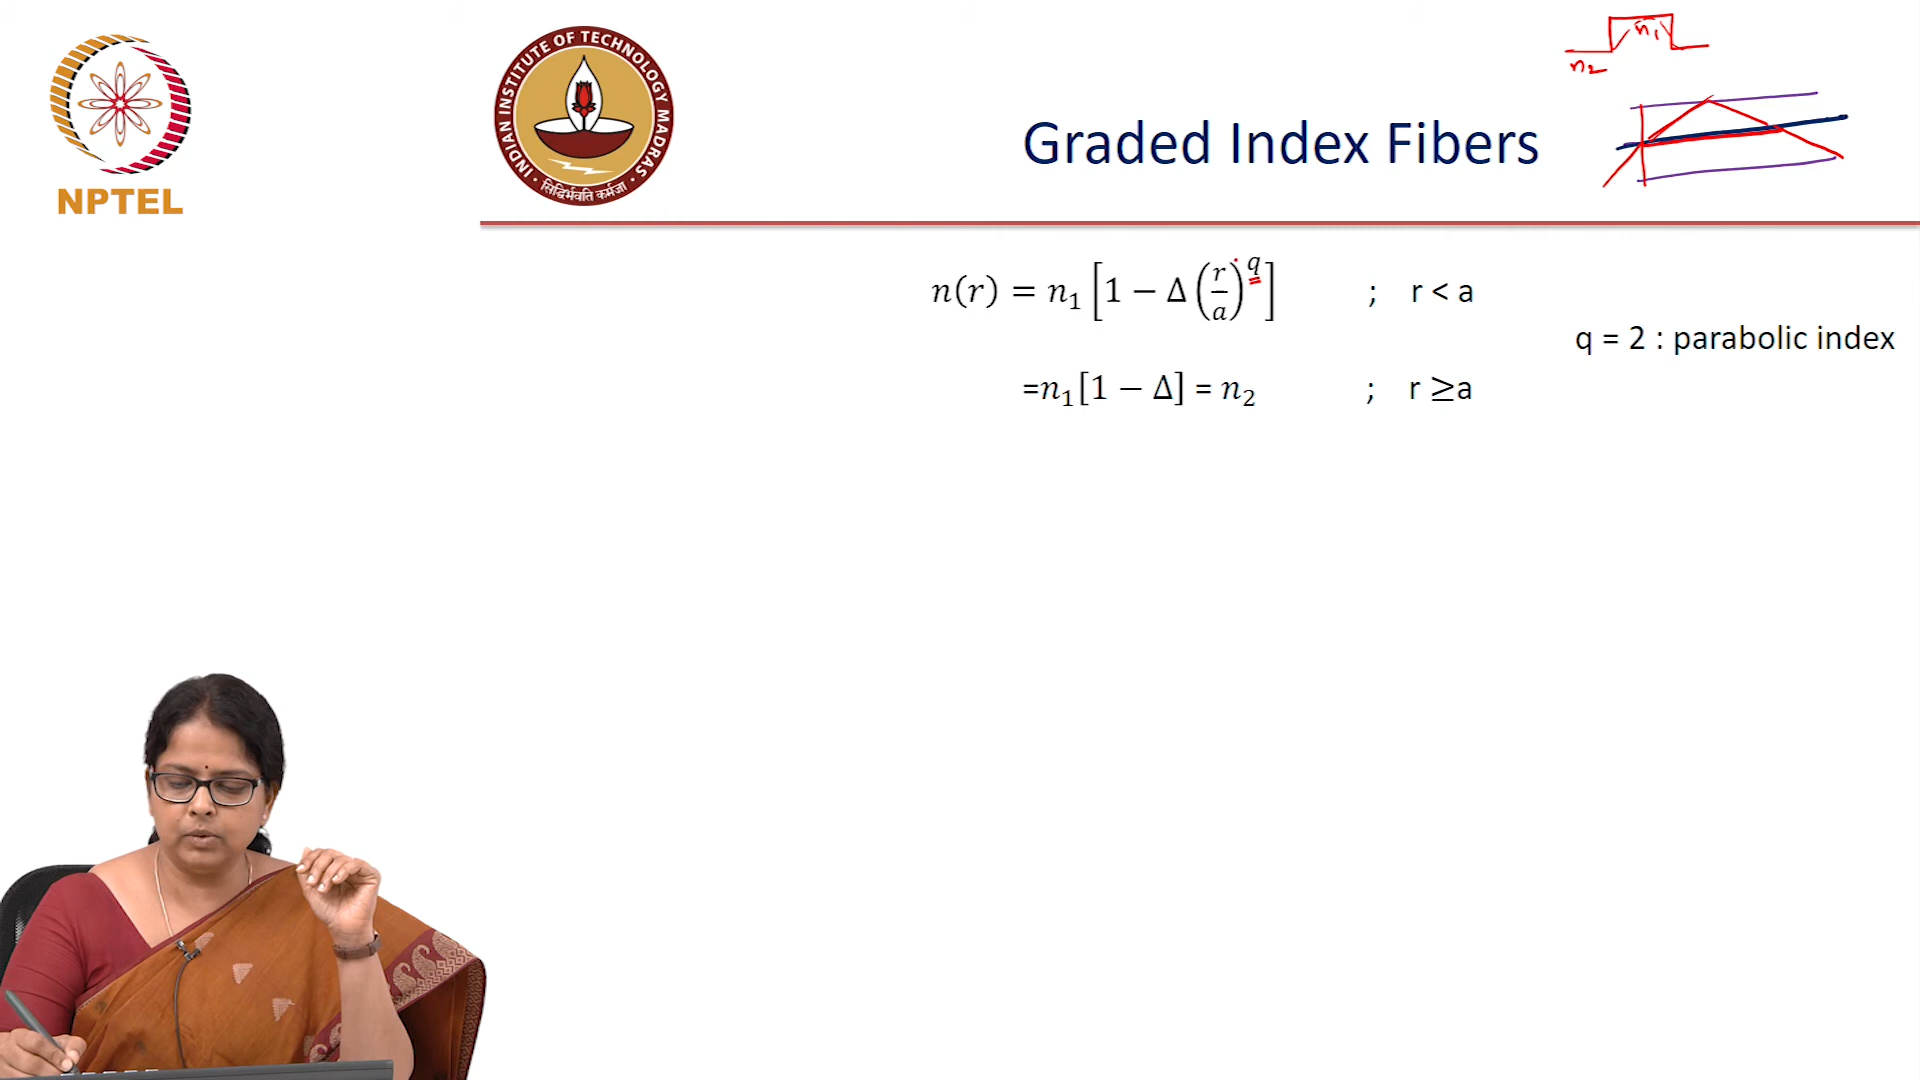 NPTEL
INDIAN INSTITUTE OF TECHNOLOGY MADRAS
सिद्धिर्भवति कर्मजा
n₁
n₂
Graded Index Fibers
n(r) = n₁ [1 − Δ (r/a)^q] ; r < a
q = 2 : parabolic index
=n₁[1 − Δ] = n₂ ; r ≥a